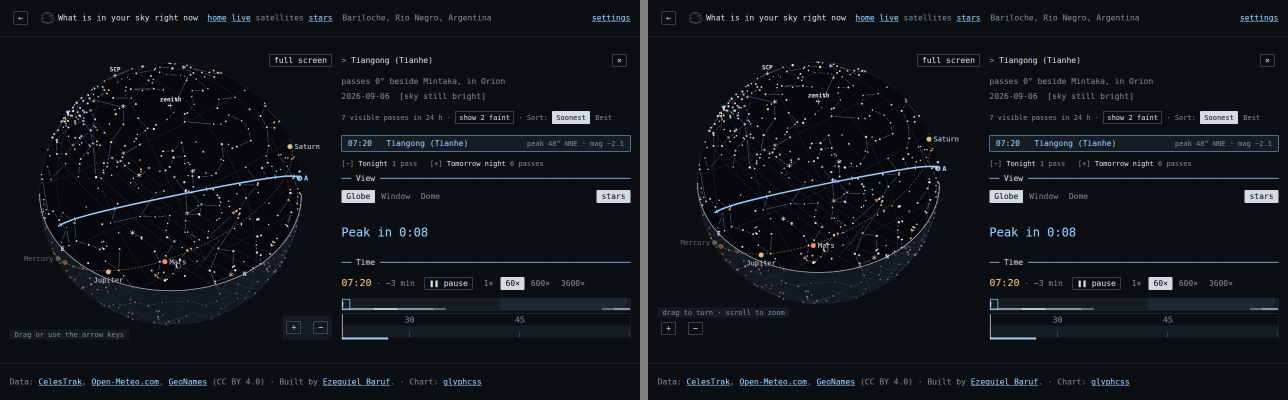 ← What is in your sky right now home live satellites stars Bariloche, Rio Negro, Argentina settings
full screen
> Tiangong (Tianhe) ×
passes 0° beside Mintaka, in Orion
2026-09-06 [sky still bright]
7 visible passes in 24 h · show 2 faint · Sort: Soonest Best
07:20 Tiangong (Tianhe) peak 48° NNE · mag −2.1
[−] Tonight 1 pass [+] Tomorrow night 6 passes
View
Globe Window Dome stars
Peak in 0:08
Time
07:20 · −3 min ❚❚ pause 1× 60× 600× 3600×
30 45
SCP
zenith
Saturn
A
E
Mercury
Mars
Jupiter
N
Drag or use the arrow keys
+ −
Data: CelesTrak, Open-Meteo.com, GeoNames (CC BY 4.0) · Built by Ezequiel Baruf. · Chart: glyphcss
← What is in your sky right now home live satellites stars Bariloche, Rio Negro, Argentina settings
full screen
> Tiangong (Tianhe) ×
passes 0° beside Mintaka, in Orion
2026-09-06 [sky still bright]
7 visible passes in 24 h · show 2 faint · Sort: Soonest Best
07:20 Tiangong (Tianhe) peak 48° NNE · mag −2.1
[−] Tonight 1 pass [+] Tomorrow night 6 passes
View
Globe Window Dome stars
Peak in 0:08
Time
07:20 · −3 min ❚❚ pause 1× 60× 600× 3600×
30 45
SCP
zenith
Saturn
A
E
Mercury
Mars
Jupiter
N
drag to turn · scroll to zoom
+ −
Data: CelesTrak, Open-Meteo.com, GeoNames (CC BY 4.0) · Built by Ezequiel Baruf. · Chart: glyphcss